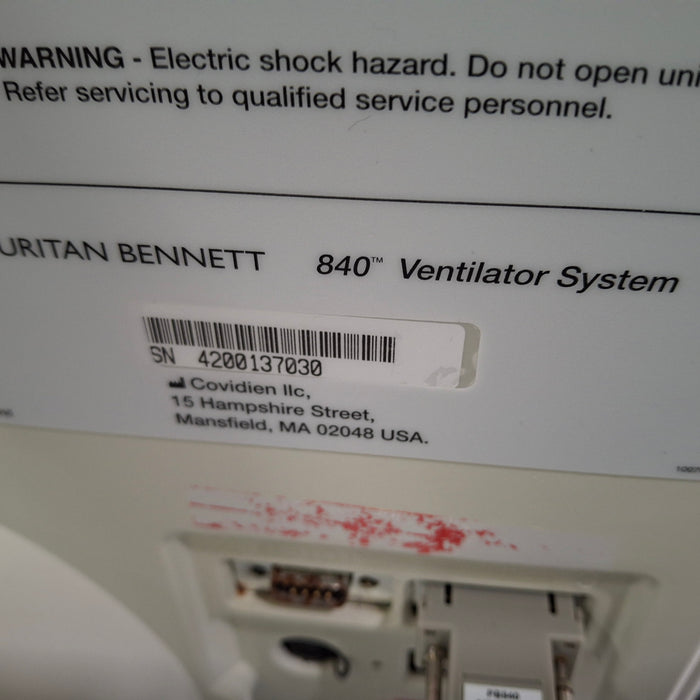 WARNING - Electric shock hazard. Do not open uni
Refer servicing to qualified service personnel.
URITAN BENNETT 840™ Ventilator System
SN 4200137030
Covidien llc,
15 Hampshire Street,
Mansfield, MA 02048 USA.